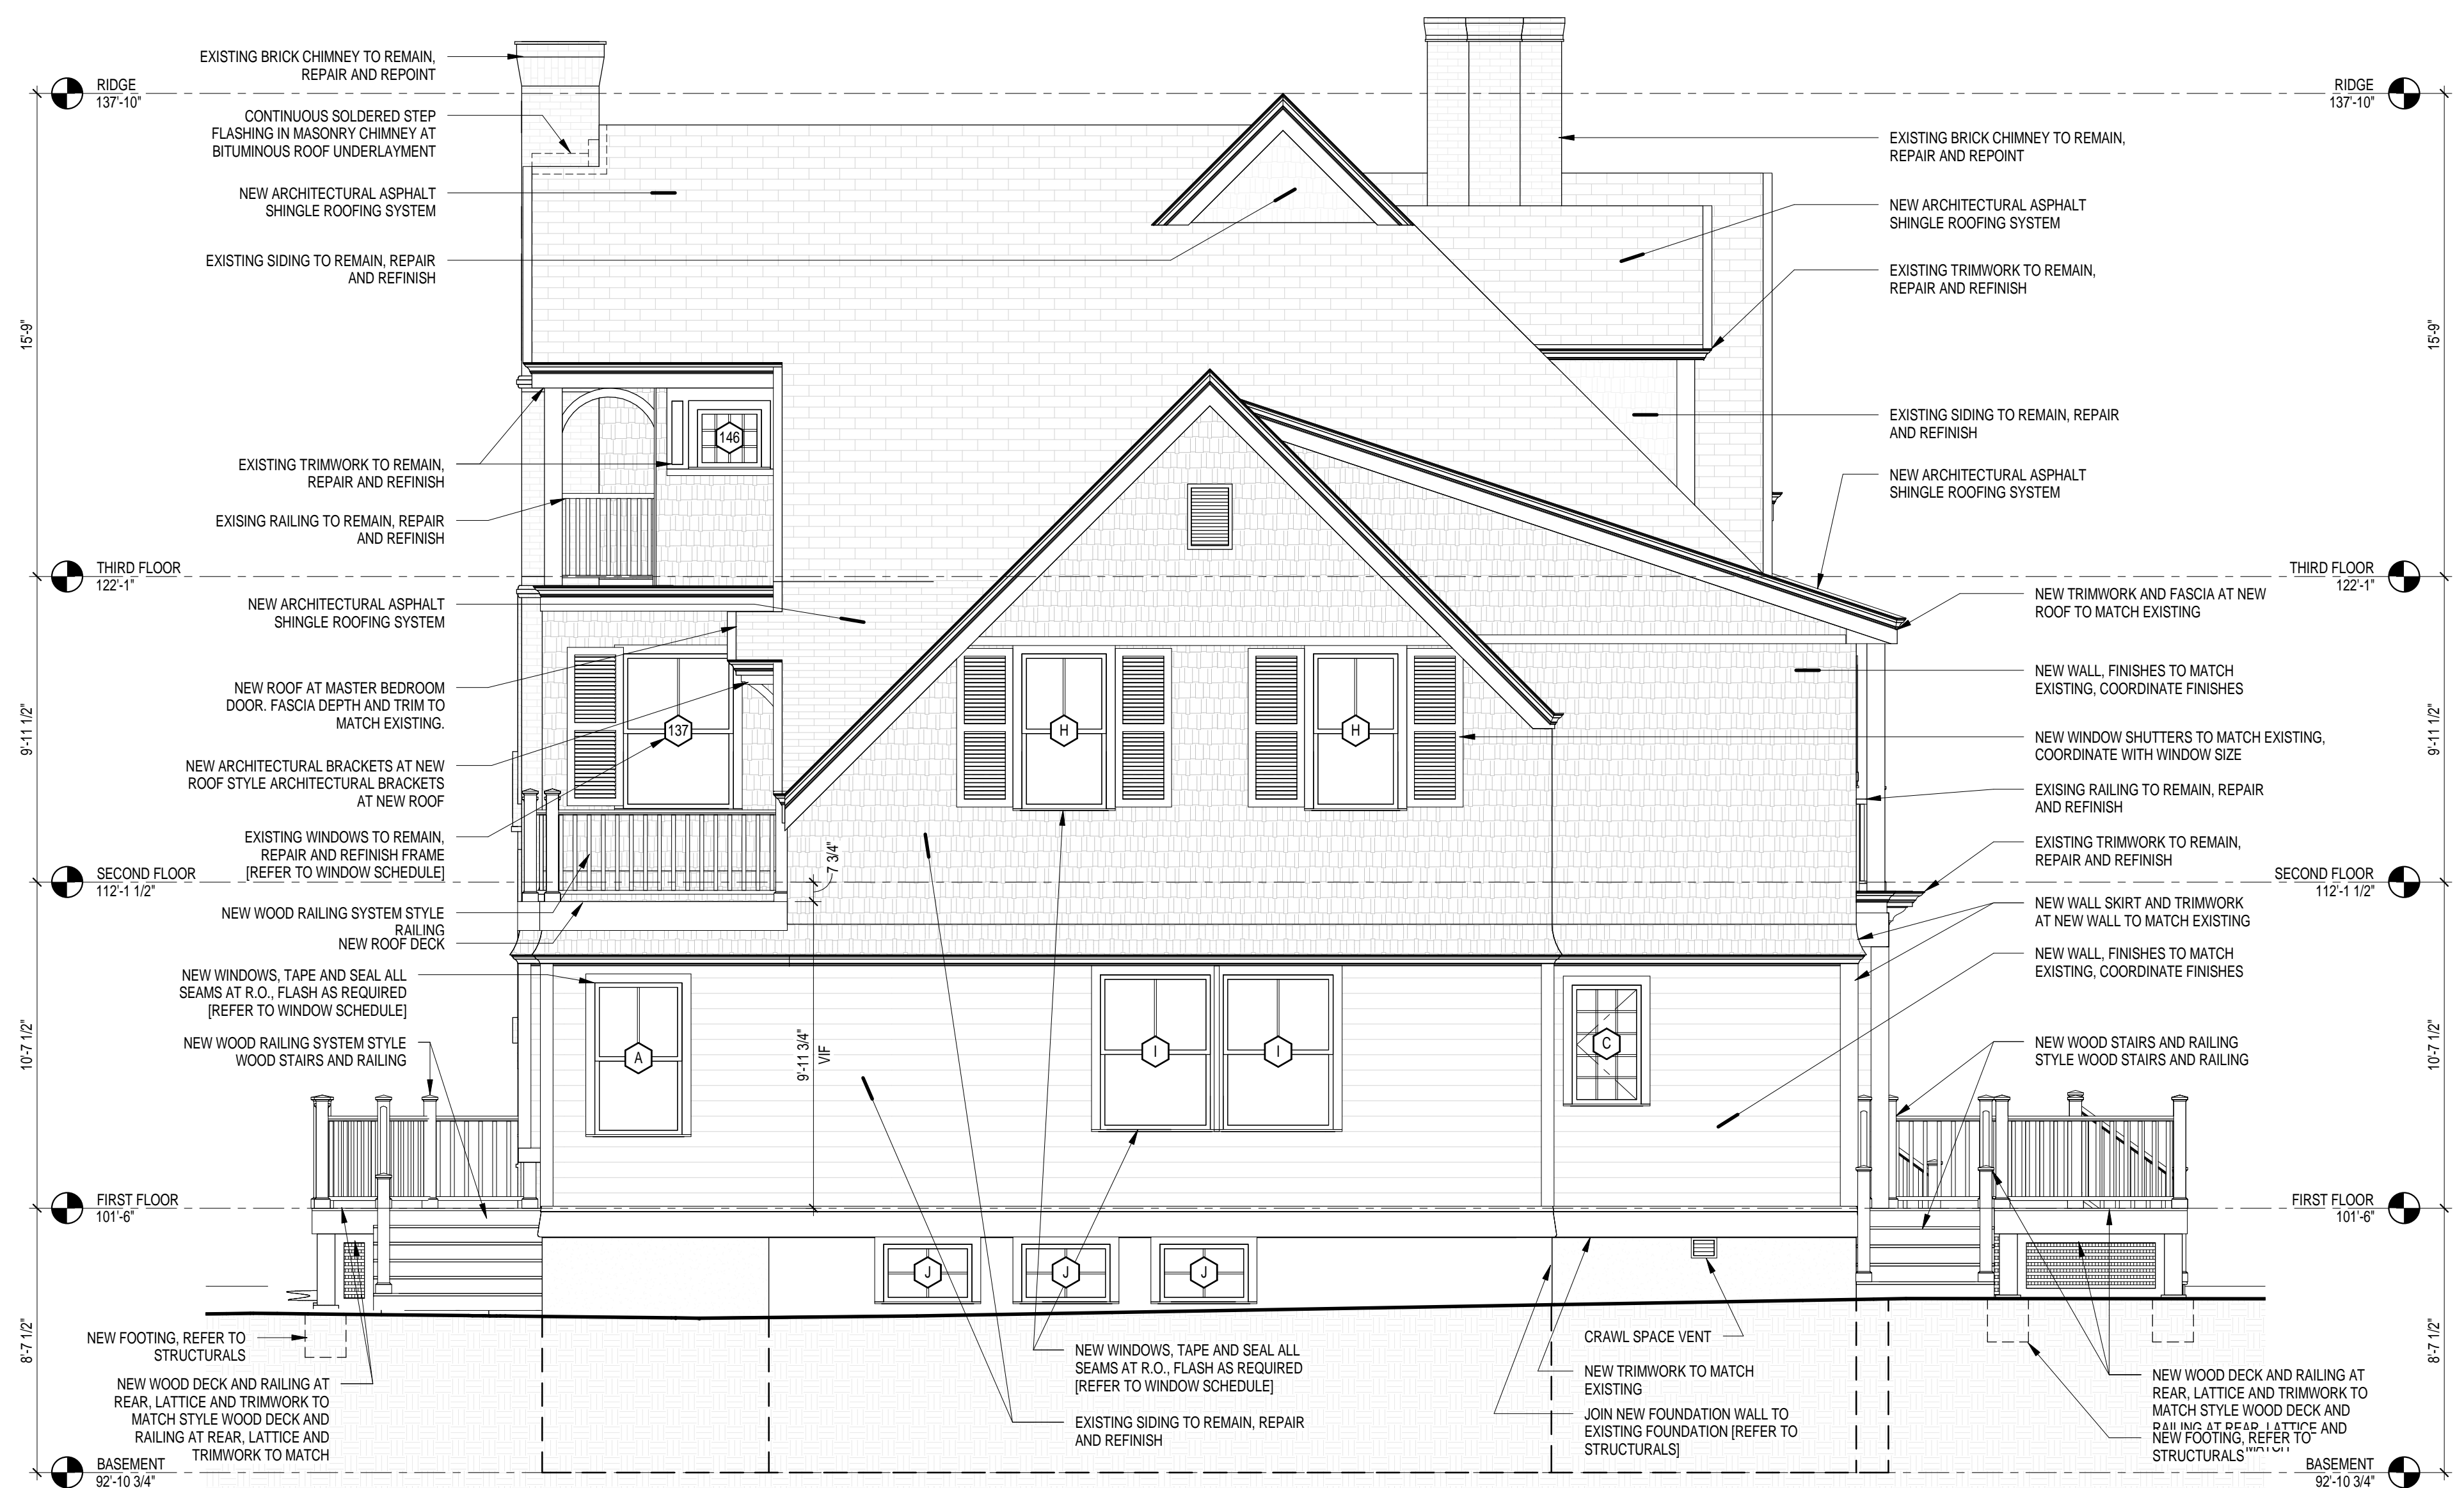 EXISTING BRICK CHIMNEY TO REMAIN,
REPAIR AND REPOINT
RIDGE
137'-10"
CONTINUOUS SOLDERED STEP
FLASHING IN MASONRY CHIMNEY AT
BITUMINOUS ROOF UNDERLAYMENT
NEW ARCHITECTURAL ASPHALT
SHINGLE ROOFING SYSTEM
EXISTING SIDING TO REMAIN, REPAIR
AND REFINISH
15'-9"
EXISTING TRIMWORK TO REMAIN,
REPAIR AND REFINISH
EXISING RAILING TO REMAIN, REPAIR
AND REFINISH
THIRD FLOOR
122'-1"
NEW ARCHITECTURAL ASPHALT
SHINGLE ROOFING SYSTEM
NEW ROOF AT MASTER BEDROOM
DOOR. FASCIA DEPTH AND TRIM TO
MATCH EXISTING.
9'-11 1/2"
NEW ARCHITECTURAL BRACKETS AT NEW
ROOF STYLE ARCHITECTURAL BRACKETS
AT NEW ROOF
EXISTING WINDOWS TO REMAIN,
REPAIR AND REFINISH FRAME
[REFER TO WINDOW SCHEDULE]
SECOND FLOOR
112'-1 1/2"
NEW WOOD RAILING SYSTEM STYLE
RAILING
NEW ROOF DECK
NEW WINDOWS, TAPE AND SEAL ALL
SEAMS AT R.O., FLASH AS REQUIRED
[REFER TO WINDOW SCHEDULE]
10'-7 1/2"
NEW WOOD RAILING SYSTEM STYLE
WOOD STAIRS AND RAILING
FIRST FLOOR
101'-6"
8'-7 1/2"
NEW FOOTING, REFER TO
STRUCTURALS
NEW WOOD DECK AND RAILING AT
REAR, LATTICE AND TRIMWORK TO
MATCH STYLE WOOD DECK AND
RAILING AT REAR, LATTICE AND
TRIMWORK TO MATCH
BASEMENT
92'-10 3/4"
146
137
H
H
7 3/4"
9'-11 3/4"
VIF
A
I
I
C
J
J
J
NEW WINDOWS, TAPE AND SEAL ALL
SEAMS AT R.O., FLASH AS REQUIRED
[REFER TO WINDOW SCHEDULE]
EXISTING SIDING TO REMAIN, REPAIR
AND REFINISH
CRAWL SPACE VENT
NEW TRIMWORK TO MATCH
EXISTING
JOIN NEW FOUNDATION WALL TO
EXISTING FOUNDATION [REFER TO
STRUCTURALS]
RIDGE
137'-10"
EXISTING BRICK CHIMNEY TO REMAIN,
REPAIR AND REPOINT
NEW ARCHITECTURAL ASPHALT
SHINGLE ROOFING SYSTEM
EXISTING TRIMWORK TO REMAIN,
REPAIR AND REFINISH
15'-9"
EXISTING SIDING TO REMAIN, REPAIR
AND REFINISH
NEW ARCHITECTURAL ASPHALT
SHINGLE ROOFING SYSTEM
THIRD FLOOR
122'-1"
NEW TRIMWORK AND FASCIA AT NEW
ROOF TO MATCH EXISTING
NEW WALL, FINISHES TO MATCH
EXISTING, COORDINATE FINISHES
9'-11 1/2"
NEW WINDOW SHUTTERS TO MATCH EXISTING,
COORDINATE WITH WINDOW SIZE
EXISING RAILING TO REMAIN, REPAIR
AND REFINISH
EXISTING TRIMWORK TO REMAIN,
REPAIR AND REFINISH
SECOND FLOOR
112'-1 1/2"
NEW WALL SKIRT AND TRIMWORK
AT NEW WALL TO MATCH EXISTING
NEW WALL, FINISHES TO MATCH
EXISTING, COORDINATE FINISHES
10'-7 1/2"
NEW WOOD STAIRS AND RAILING
STYLE WOOD STAIRS AND RAILING
FIRST FLOOR
101'-6"
8'-7 1/2"
NEW WOOD DECK AND RAILING AT
REAR, LATTICE AND TRIMWORK TO
MATCH STYLE WOOD DECK AND
RAILING AT REAR, LATTICE AND
NEW FOOTING, REFER TO
STRUCTURALS
BASEMENT
92'-10 3/4"